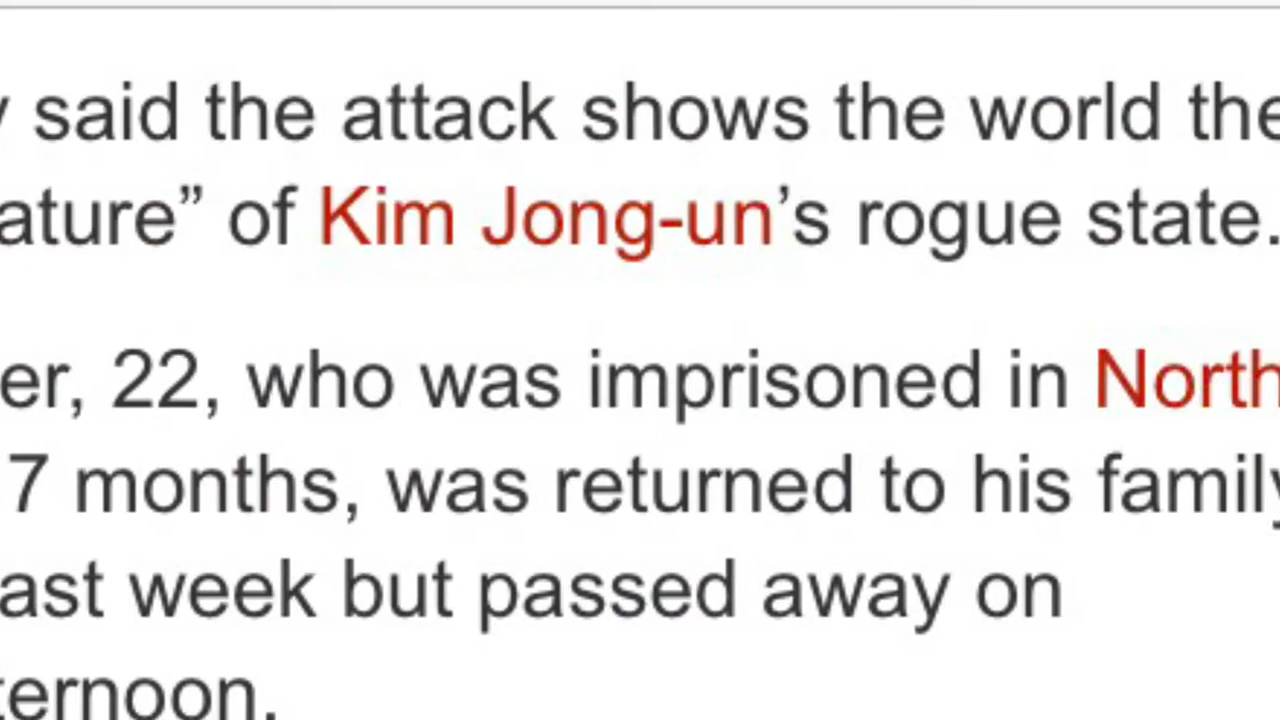 said the attack shows the world the
ature” of Kim Jong-un’s rogue state.
er, 22, who was imprisoned in North
7 months, was returned to his family
ast week but passed away on
ternoon.